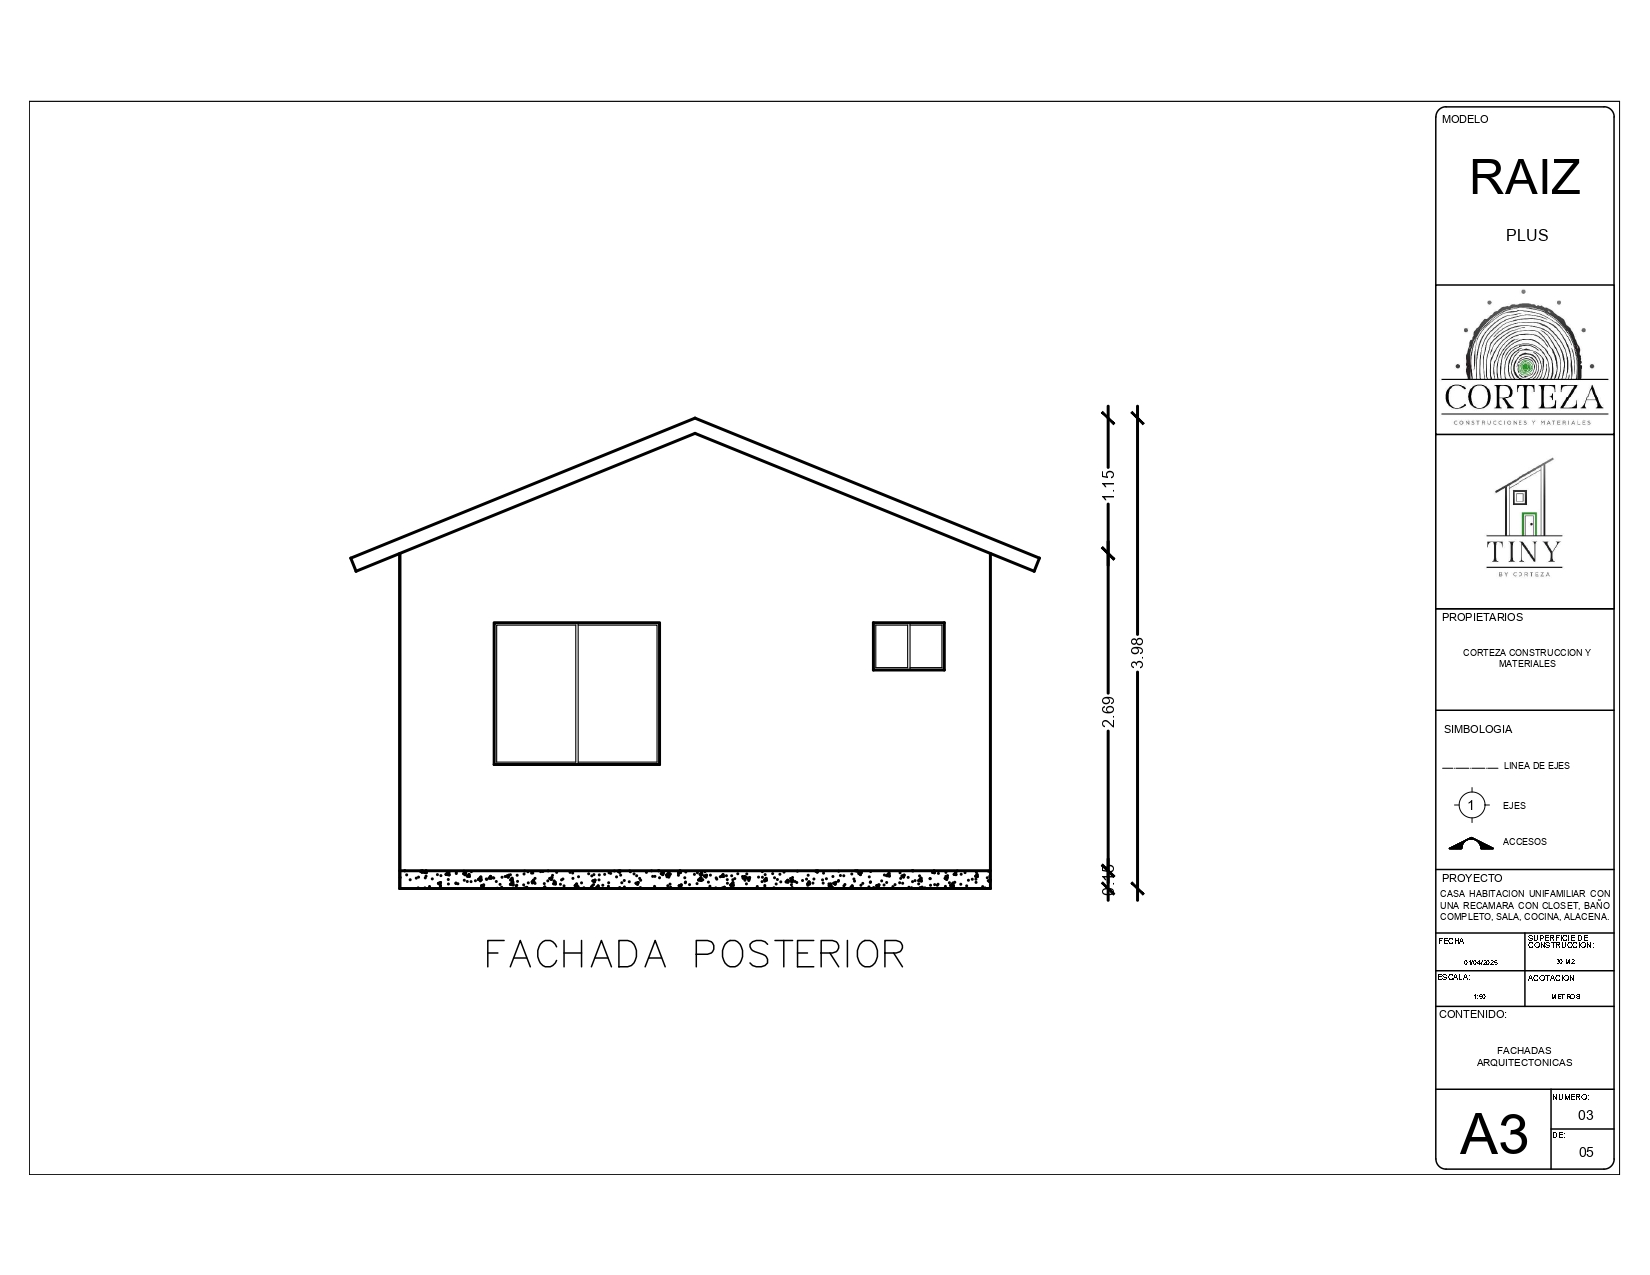 MODELO
RAIZ
PLUS
CORTEZA
CONSTRUCCIONES Y MATERIALES
TINY
BY CORTEZA
PROPIETARIOS
CORTEZA CONSTRUCCION Y
MATERIALES
SIMBOLOGIA
LINEA DE EJES
1
EJES
ACCESOS
PROYECTO
CASA HABITACION UNIFAMILIAR CON
UNA RECAMARA CON CLOSET, BAÑO
COMPLETO, SALA, COCINA, ALACENA.
FECHA
01/04/2025
SUPERFICIE DE
CONSTRUCCION:
30 M2
ESCALA:
1:50
ACOTACION
METROS
CONTENIDO:
FACHADAS
ARQUITECTONICAS
A3
NUMERO:
03
DE:
05
1.15
2.69
3.98
FACHADA POSTERIOR